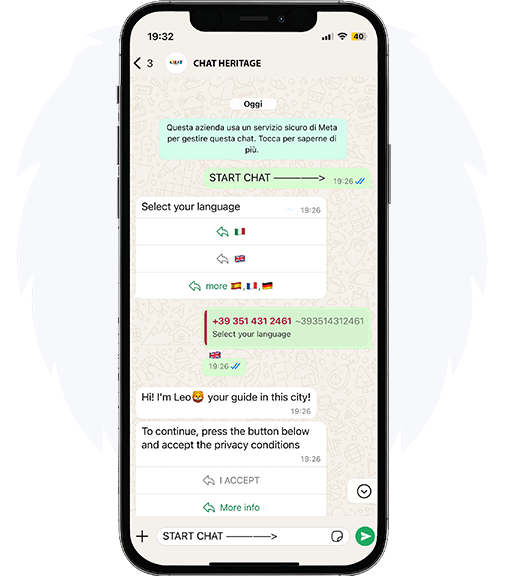 19:32
40
3
CHAT HERITAGE
Oggi
Questa azienda usa un servizio sicuro di Meta
per gestire questa chat. Tocca per saperne di
più.
START CHAT ————>
19:26
Select your language
19:26
more 🇪🇸,🇫🇷,🇩🇪
+39 351 431 2461 ~393514312461
Select your language
19:26
Hi! I'm Leo🦁 your guide in this city!
19:26
To continue, press the button below
and accept the privacy conditions
19:26
I ACCEPT
More info
START CHAT ————>